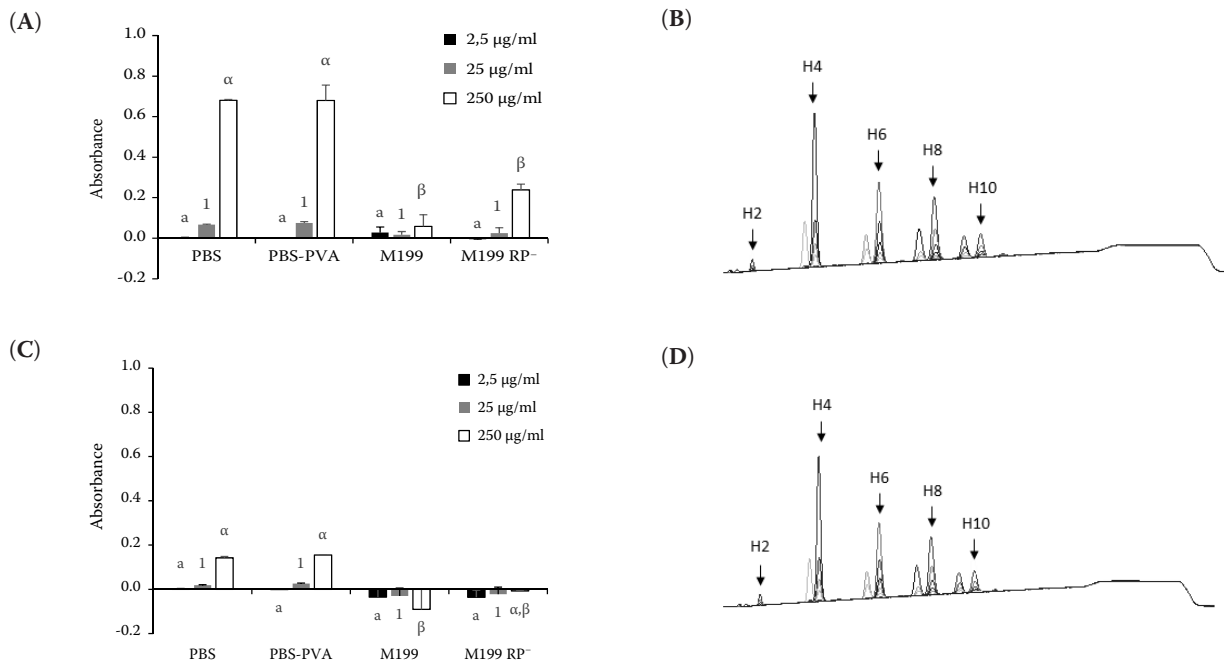 (A)
Absorbance
1.0
0.8
0.6
0.4
0.2
0.0
-0.2
2,5 µg/ml
25 µg/ml
250 µg/ml
a 1 α
a 1 α
a 1 β
a 1 β
PBS PBS-PVA M199 M199 RP⁻
(B)
H2
H4
H6
H8
H10
(C)
Absorbance
1.0
0.8
0.6
0.4
0.2
0.0
-0.2
2,5 µg/ml
25 µg/ml
250 µg/ml
a 1 α
a 1 α
a 1 β
a 1 α,β
PBS PBS-PVA M199 M199 RP⁻
(D)
H2
H4
H6
H8
H10